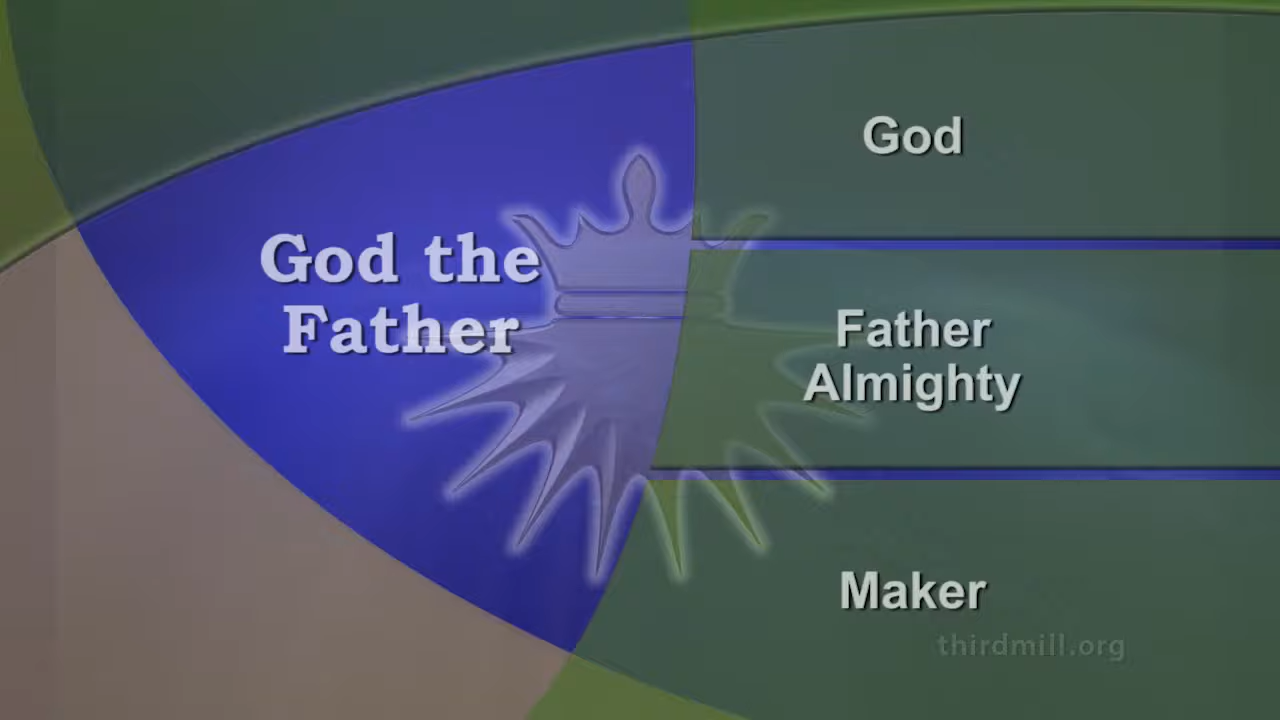 God the
Father
God
Father
Almighty
Maker
thirdmill.org